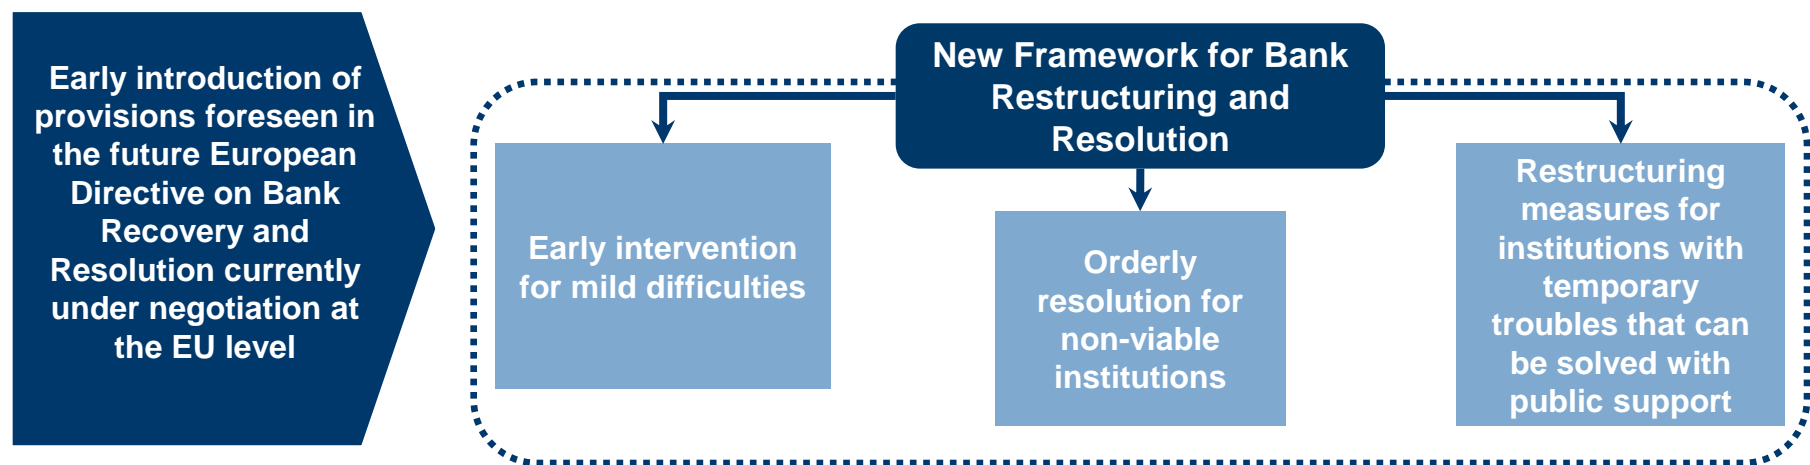 Early introduction of
provisions foreseen in
the future European
Directive on Bank
Recovery and
Resolution currently
under negotiation at
the EU level
New Framework for Bank
Restructuring and
Resolution
Early intervention
for mild difficulties
Orderly
resolution for
non-viable
institutions
Restructuring
measures for
institutions with
temporary
troubles that can
be solved with
public support